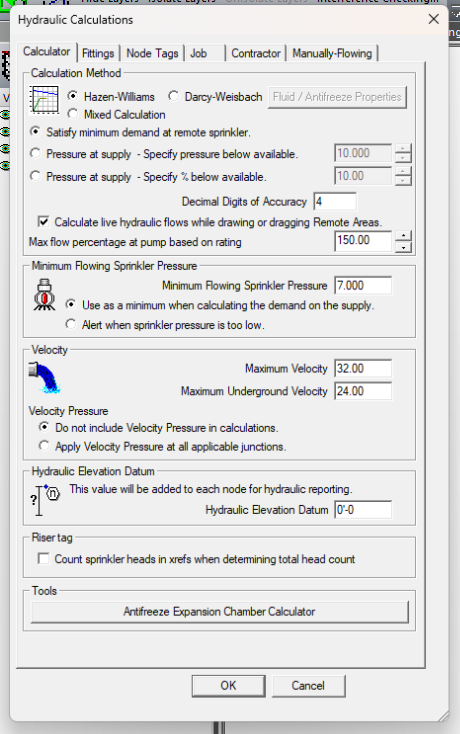 Hide Layers Isolate Layers Unisolate Layers Interference Checking...
Hydraulic Calculations
Calculator Fittings Node Tags Job Contractor Manually-Flowing
Calculation Method
Hazen-Williams Darcy-Weisbach Fluid / Antifreeze Properties
Mixed Calculation
Satisfy minimum demand at remote sprinkler.
Pressure at supply - Specify pressure below available. 10.000
Pressure at supply - Specify % below available. 10.00
Decimal Digits of Accuracy 4
Calculate live hydraulic flows while drawing or dragging Remote Areas.
Max flow percentage at pump based on rating 150.00
Minimum Flowing Sprinkler Pressure
Minimum Flowing Sprinkler Pressure 7.000
Use as a minimum when calculating the demand on the supply.
Alert when sprinkler pressure is too low.
Velocity
Maximum Velocity 32.00
Maximum Underground Velocity 24.00
Velocity Pressure
Do not include Velocity Pressure in calculations.
Apply Velocity Pressure at all applicable junctions.
Hydraulic Elevation Datum
? n This value will be added to each node for hydraulic reporting.
Hydraulic Elevation Datum 0'-0
Riser tag
Count sprinkler heads in xrefs when determining total head count
Tools
Antifreeze Expansion Chamber Calculator
OK Cancel